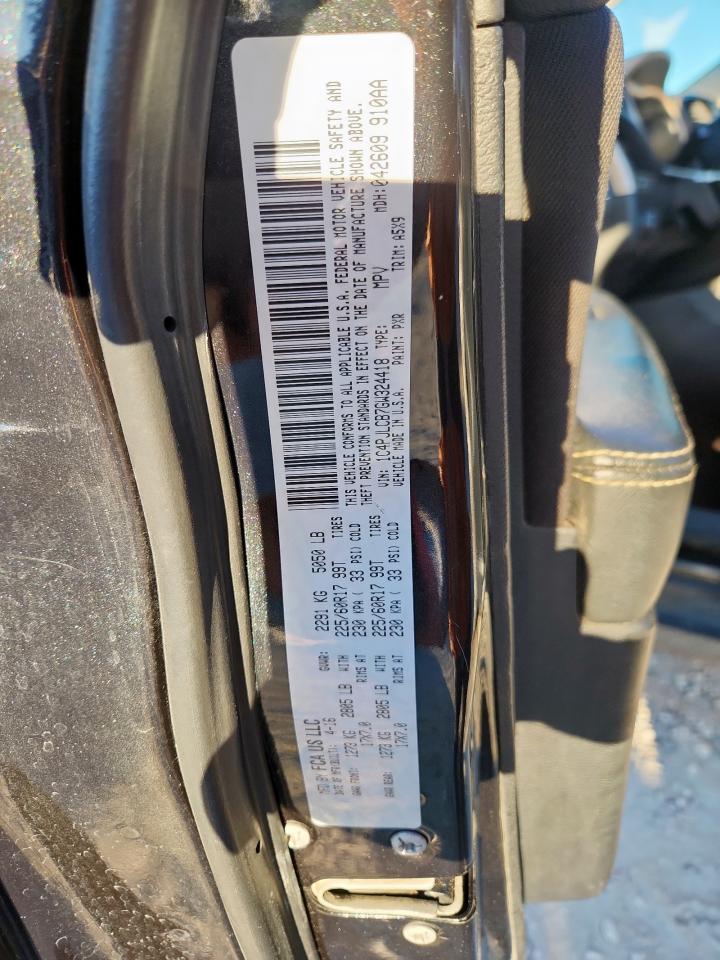 MFD BY FCA US LLC
DATE OF MFR(BUILT): 4-16 GVWR: 2291 KG 5050 LB
GAWR FRONT: 1273 KG 2805 LB WITH 225/60R17 99T TIRES
17X7.0 RIMS AT 230 KPA ( 33 PSI) COLD
GAWR REAR: 1273 KG 2805 LB WITH 225/60R17 99T TIRES
17X7.0 RIMS AT 230 KPA ( 33 PSI) COLD
THIS VEHICLE CONFORMS TO ALL APPLICABLE U.S.A. FEDERAL MOTOR VEHICLE SAFETY AND
THEFT PREVENTION STANDARDS IN EFFECT ON THE DATE OF MANUFACTURE SHOWN ABOVE.
VIN: 1C4PJLCB7GW324418 TYPE: MPV MDH: 042609 910AA
VEHICLE MADE IN U.S.A. PAINT: PXR TRIM: A5X9